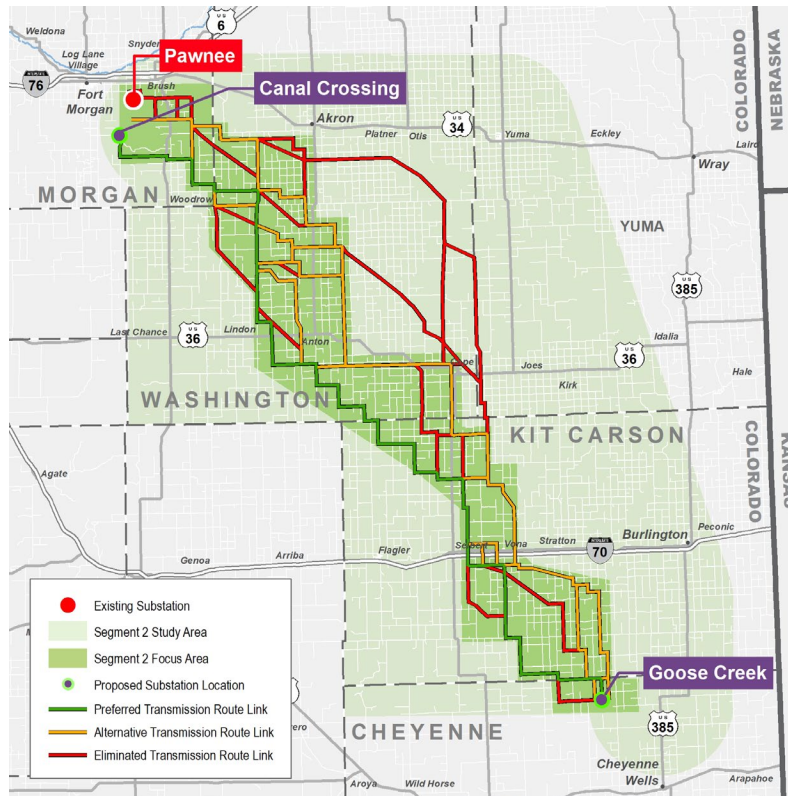 Weldona
Snyder
U S
6
Pawnee
Log Lane
Village
INTERSTATE
76
Fort
Morgan
Brush
Canal Crossing
Akron
Platner
Otis
U S
34
Yuma
Eckley
Laird
Wray
COLORADO
NEBRASKA
MORGAN
Woodrow
YUMA
U S
385
Last Chance
U S
36
Lindon
Anton
Cope
Joes
Kirk
U S
36
Idalia
Hale
WASHINGTON
KIT CARSON
COLORADO
KANSAS
Agate
Genoa
Arriba
Flagler
Seibert
Vona
Stratton
INTERSTATE
70
Burlington
Peconic
Existing Substation
Segment 2 Study Area
Segment 2 Focus Area
Proposed Substation Location
Preferred Transmission Route Link
Alternative Transmission Route Link
Eliminated Transmission Route Link
Goose Creek
CHEYENNE
U S
385
Cheyenne
Wells
Aroya
Wild Horse
Arapahoe